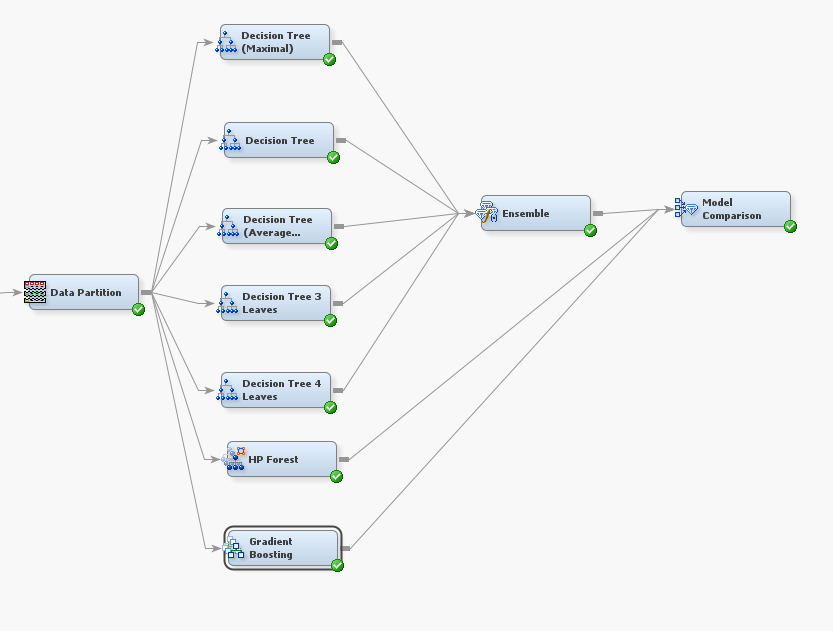 Decision Tree
(Maximal)
Decision Tree
Decision Tree
(Average...
Data Partition
Decision Tree 3
Leaves
Decision Tree 4
Leaves
HP Forest
Gradient
Boosting
Ensemble
Model
Comparison